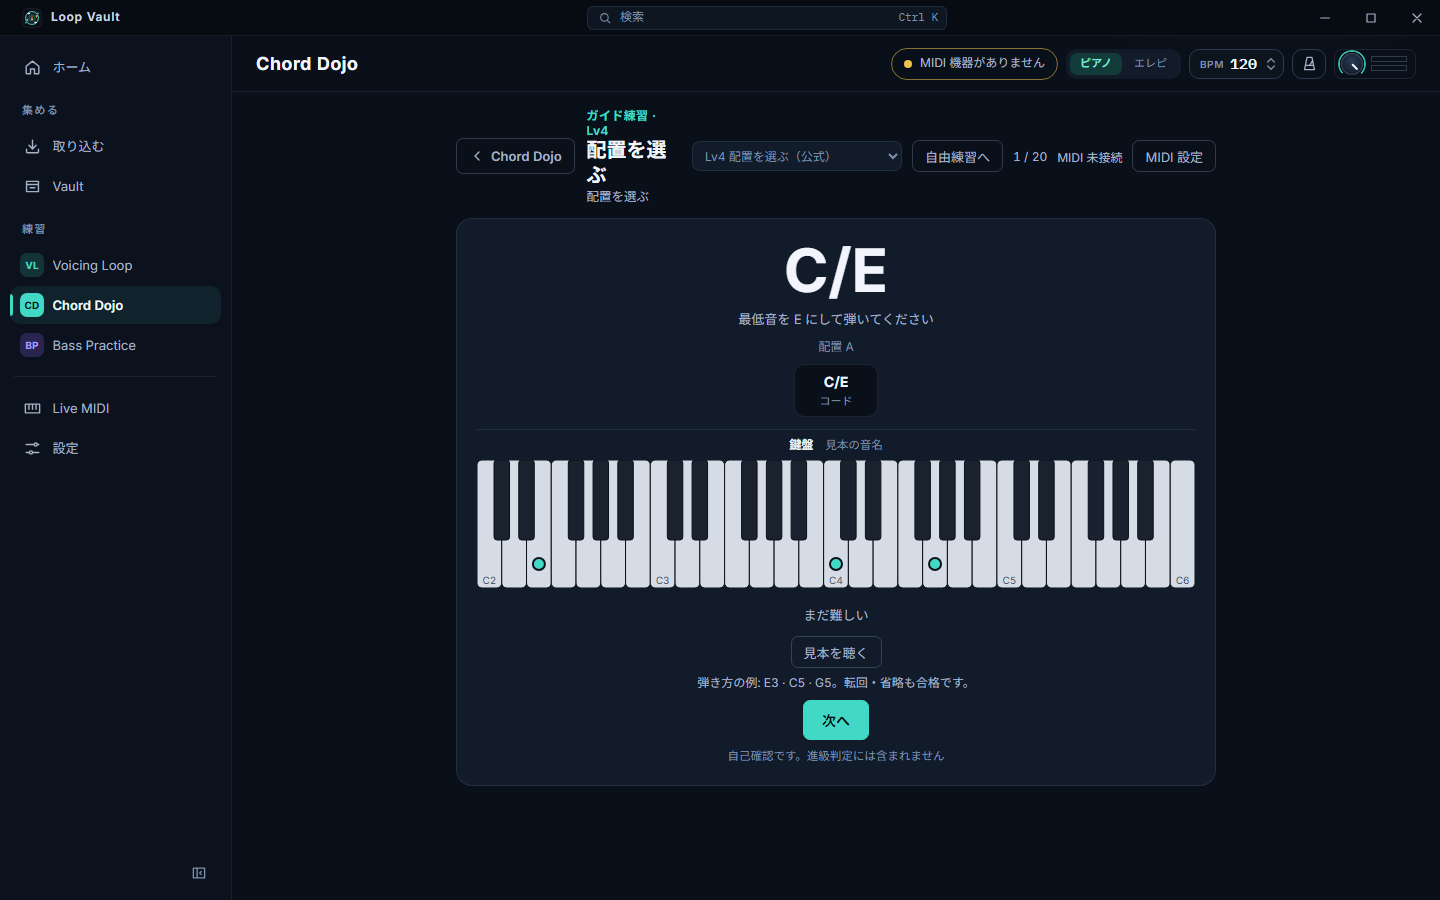 Loop Vault
検索
Ctrl K
ホーム
集める
取り込む
Vault
練習
VL Voicing Loop
CD Chord Dojo
BP Bass Practice
Live MIDI
設定
Chord Dojo
MIDI 機器がありません
ピアノ
エレピ
BPM 120
Chord Dojo
ガイド練習 ·
Lv4
配置を選
ぶ
配置を選ぶ
Lv4 配置を選ぶ（公式）
自由練習へ
1 / 20
MIDI 未接続
MIDI 設定
C/E
最低音を E にして弾いてください
配置 A
C/E
コード
鍵盤 見本の音名
C2 C3 C4 C5 C6
まだ難しい
見本を聴く
弾き方の例: E3 · C5 · G5。転回・省略も合格です。
次へ
自己確認です。進級判定には含まれません